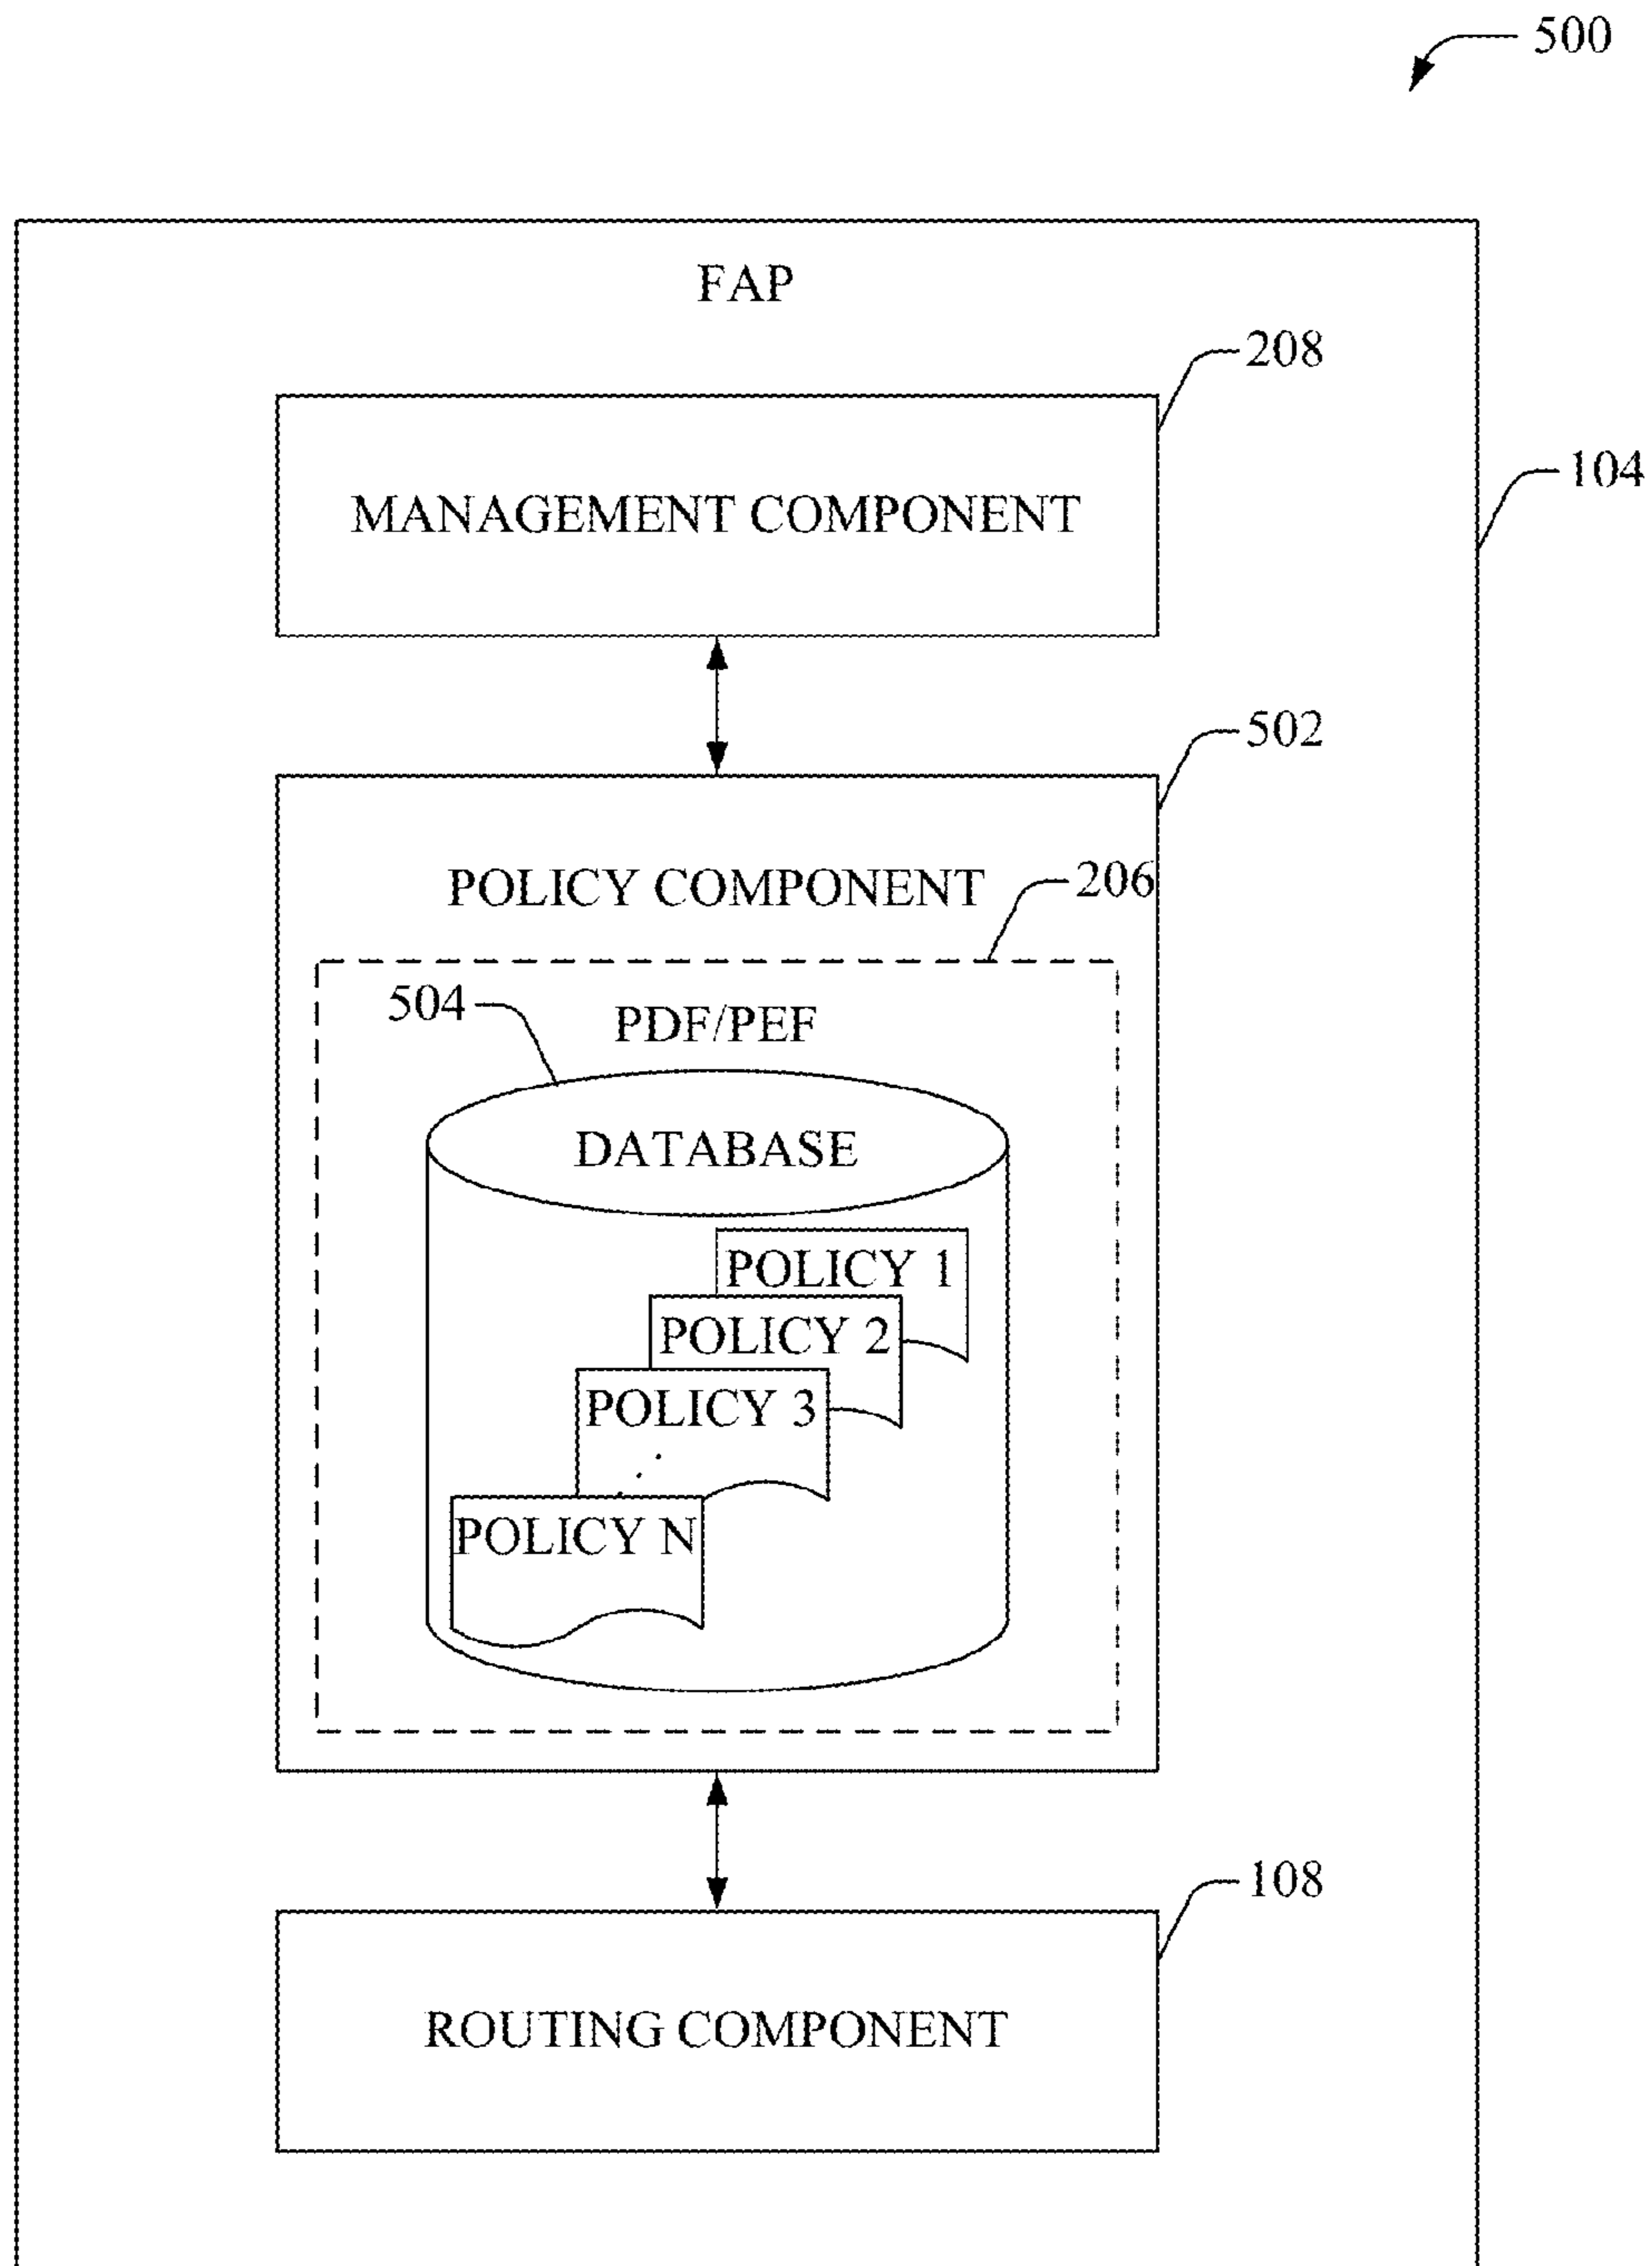 500
FAP
208
MANAGEMENT COMPONENT
104
502
POLICY COMPONENT
206
504
PDF/PEF
DATABASE
POLICY 1
POLICY 2
POLICY 3
POLICY N
108
ROUTING COMPONENT